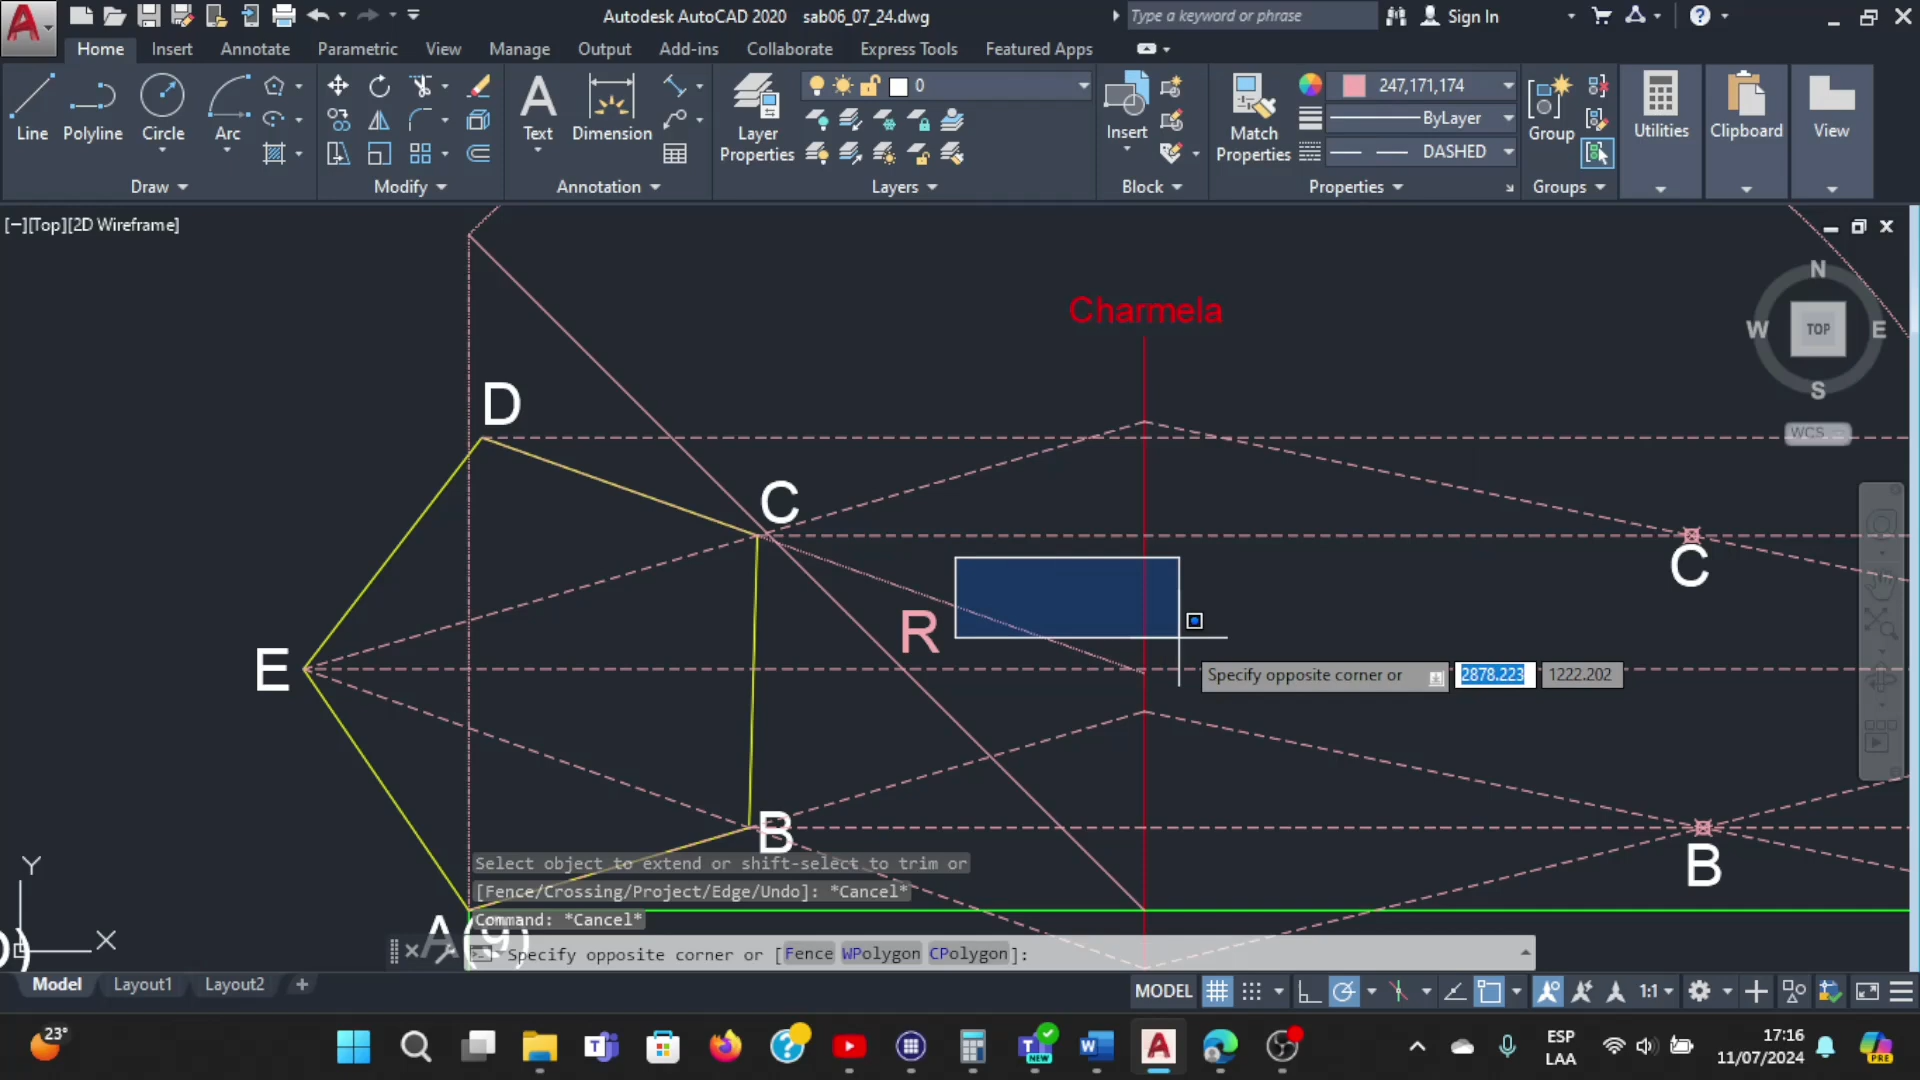 Autodesk AutoCAD 2020 sab06_07_24.dwg
Type a keyword or phrase
Sign In
Home Insert Annotate Parametric View Manage Output Add-ins Collaborate Express Tools Featured Apps
0
247,171,174
Line Polyline Circle Arc
Text Dimension
Layer Properties
Insert
Match Properties
ByLayer
Group
Utilities Clipboard View
DASHED
Draw Modify Annotation Layers Block Properties Groups
[−][Top][2D Wireframe]
N
W TOP E
S
WCS
Charmela
D
C
C
R
E
Specify opposite corner or 2878.223 1222.202
B
B
Select object to extend or shift-select to trim or
[Fence/Crossing/Project/Edge/Undo]: *Cancel*
Command: *Cancel*
Y
X
A(9)
Specify opposite corner or [Fence WPolygon CPolygon]:
Model Layout1 Layout2 +
MODEL 1:1
23°
NEW
ESP
LAA
17:16
11/07/2024
PRE